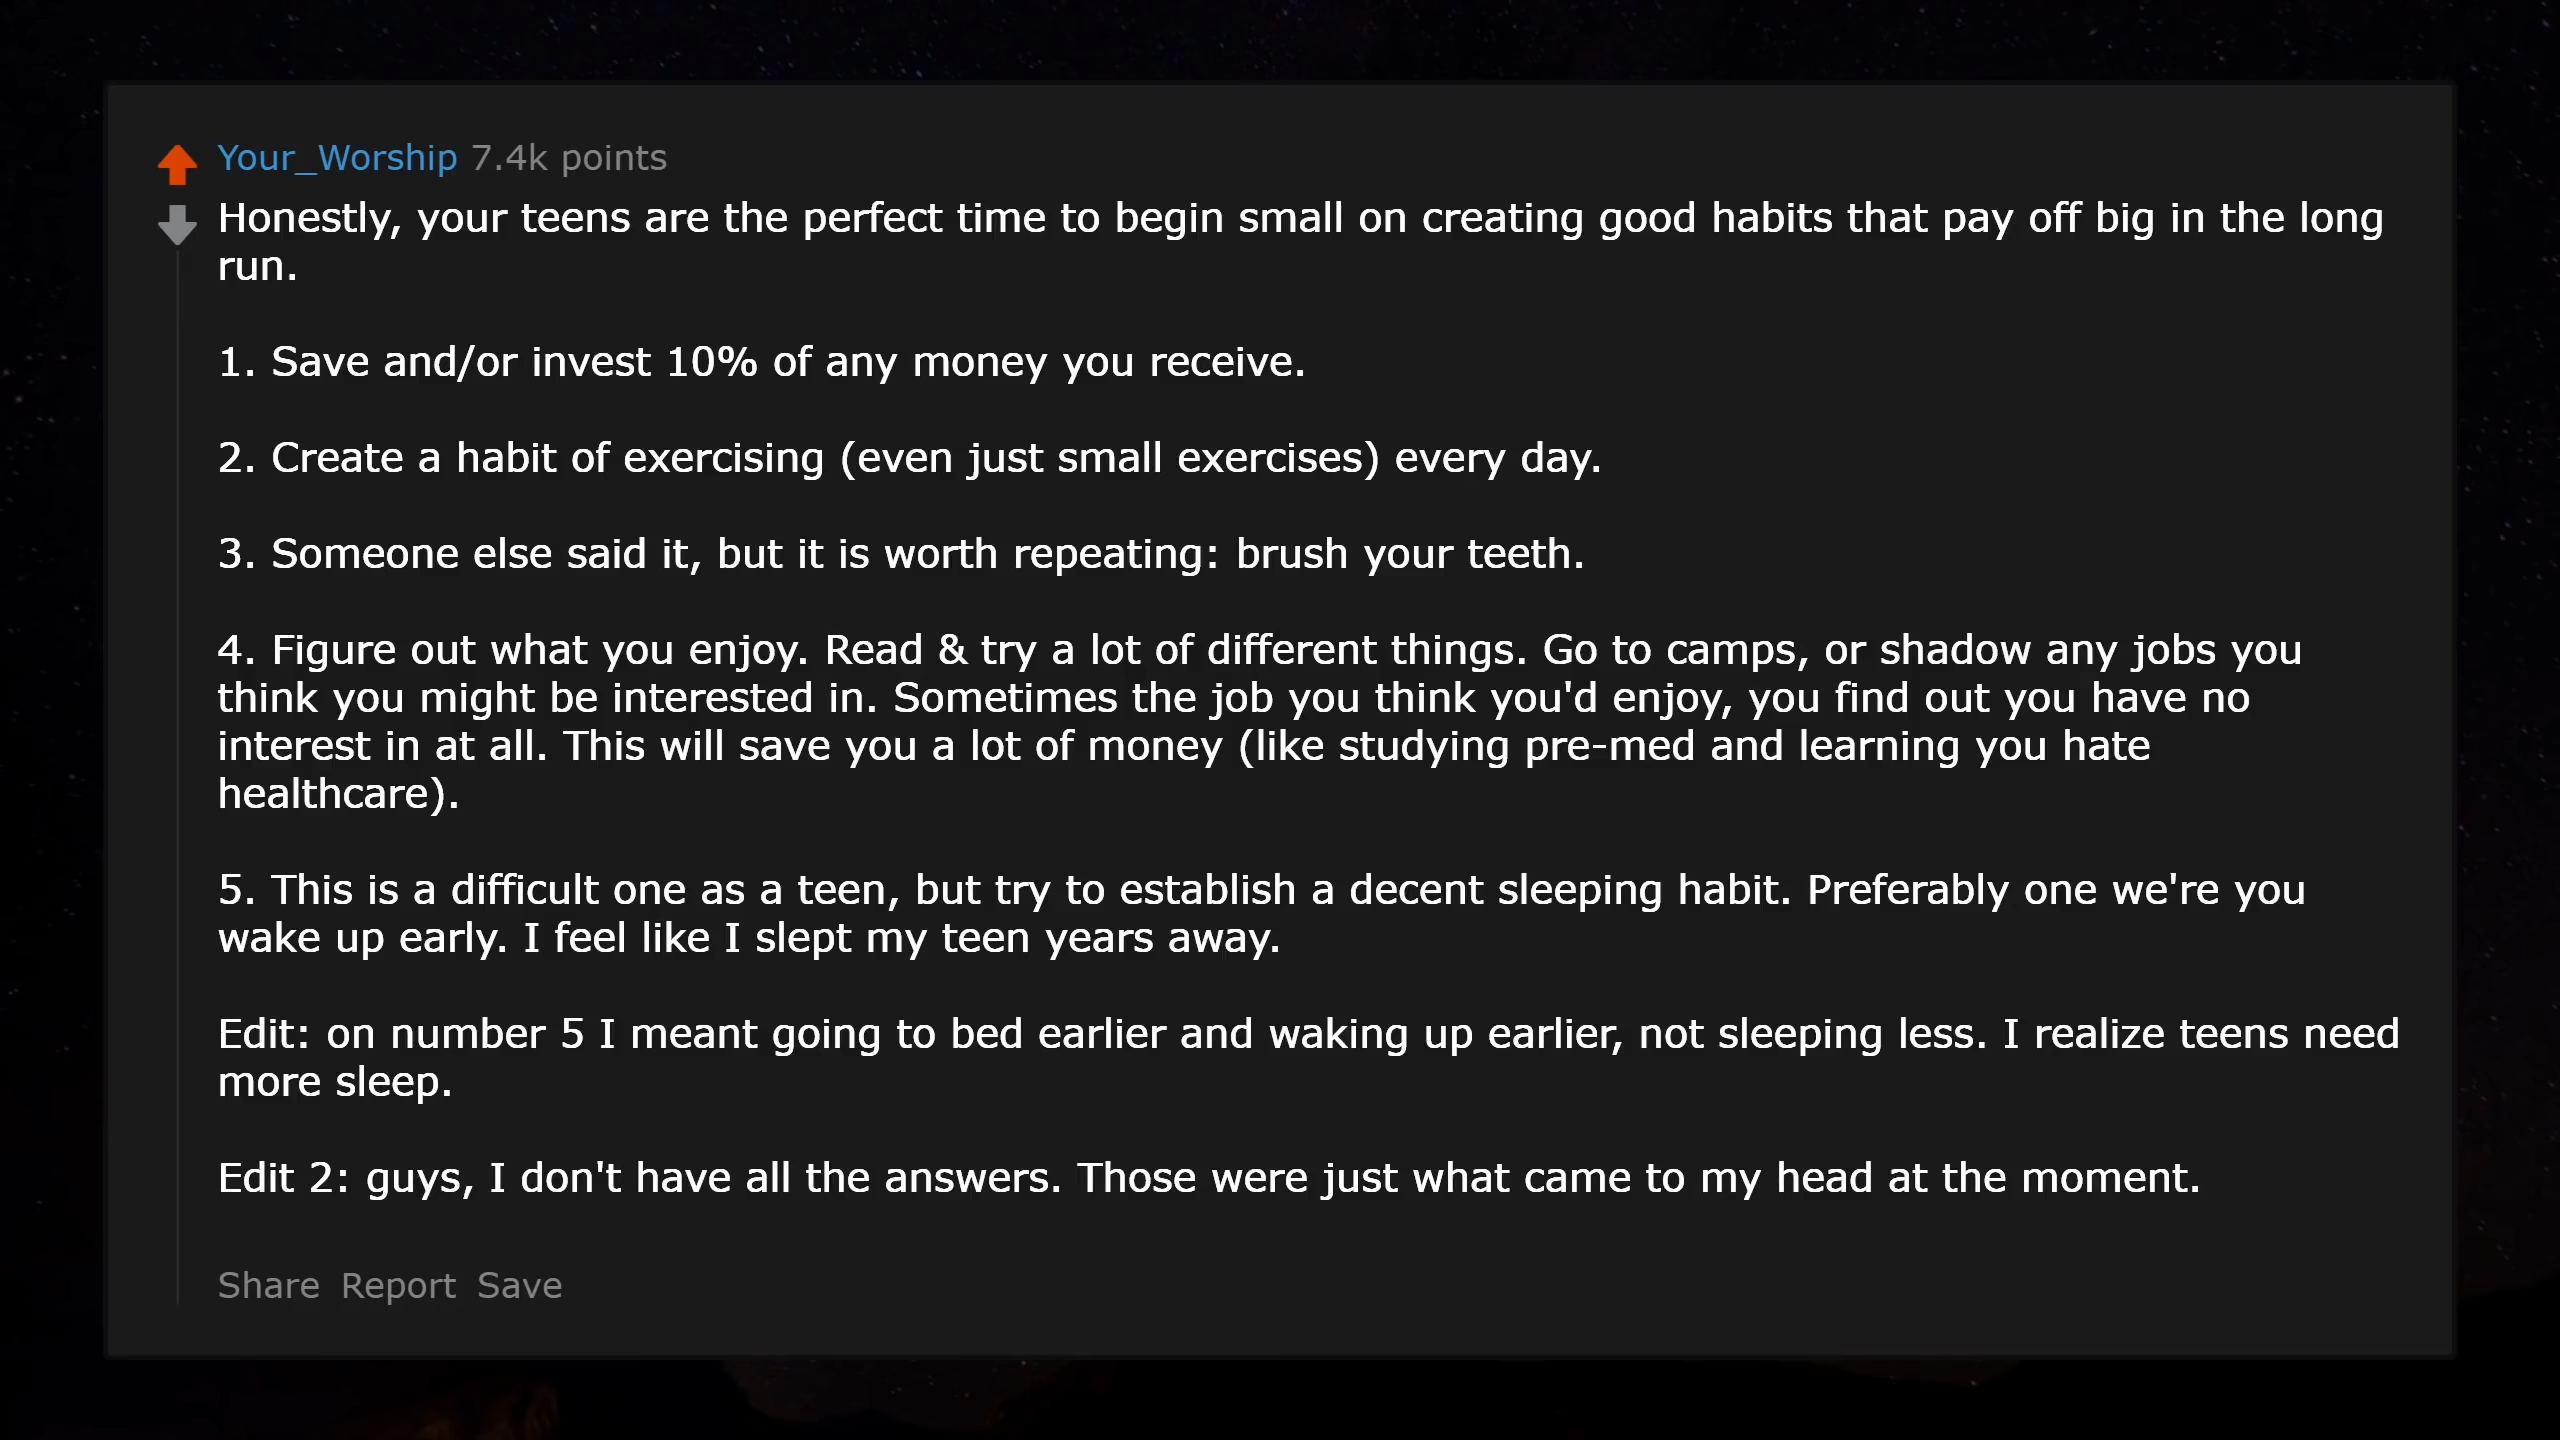 Your_Worship 7.4k points
Honestly, your teens are the perfect time to begin small on creating good habits that pay off big in the long
run.
1. Save and/or invest 10% of any money you receive.
2. Create a habit of exercising (even just small exercises) every day.
3. Someone else said it, but it is worth repeating: brush your teeth.
4. Figure out what you enjoy. Read & try a lot of different things. Go to camps, or shadow any jobs you
think you might be interested in. Sometimes the job you think you'd enjoy, you find out you have no
interest in at all. This will save you a lot of money (like studying pre-med and learning you hate
healthcare).
5. This is a difficult one as a teen, but try to establish a decent sleeping habit. Preferably one we're you
wake up early. I feel like I slept my teen years away.
Edit: on number 5 I meant going to bed earlier and waking up earlier, not sleeping less. I realize teens need
more sleep.
Edit 2: guys, I don't have all the answers. Those were just what came to my head at the moment.
Share Report Save